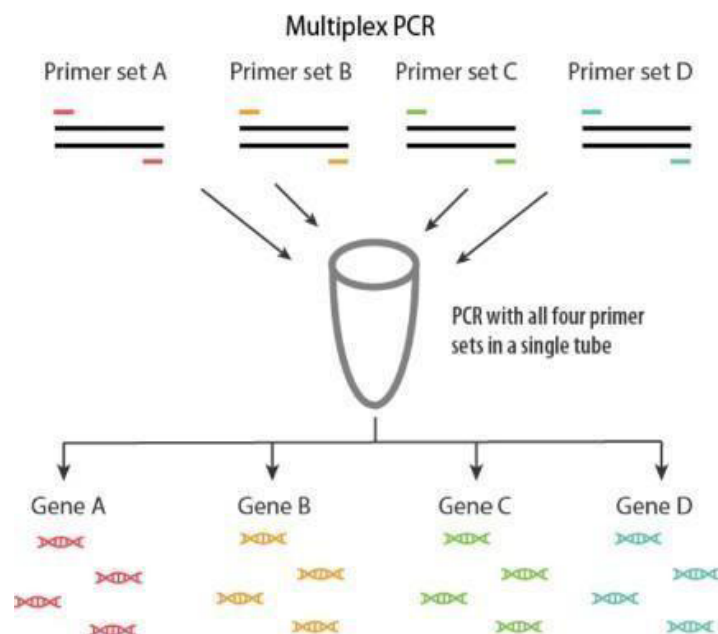 Multiplex PCR
Primer set A
Primer set B
Primer set C
Primer set D
PCR with all four primer
sets in a single tube
Gene A
Gene B
Gene C
Gene D